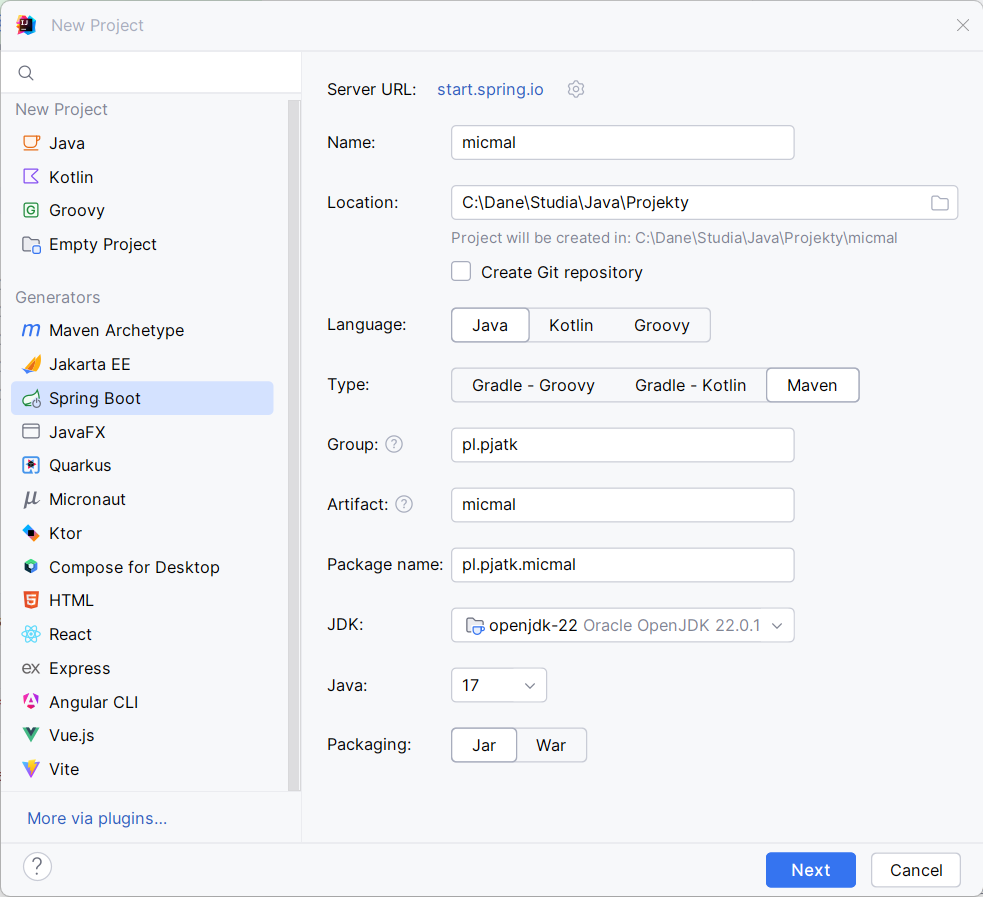 New Project
New Project
Java
Kotlin
Groovy
Empty Project
Generators
Maven Archetype
Jakarta EE
Spring Boot
JavaFX
Quarkus
Micronaut
Ktor
Compose for Desktop
HTML
React
Express
Angular CLI
Vue.js
Vite
More via plugins...
Server URL: start.spring.io
Name: micmal
Location: C:\Dane\Studia\Java\Projekty
Project will be created in: C:\Dane\Studia\Java\Projekty\micmal
Create Git repository
Language: Java Kotlin Groovy
Type: Gradle - Groovy Gradle - Kotlin Maven
Group: ? pl.pjatk
Artifact: ? micmal
Package name: pl.pjatk.micmal
JDK: openjdk-22 Oracle OpenJDK 22.0.1
Java: 17
Packaging: Jar War
? Next Cancel